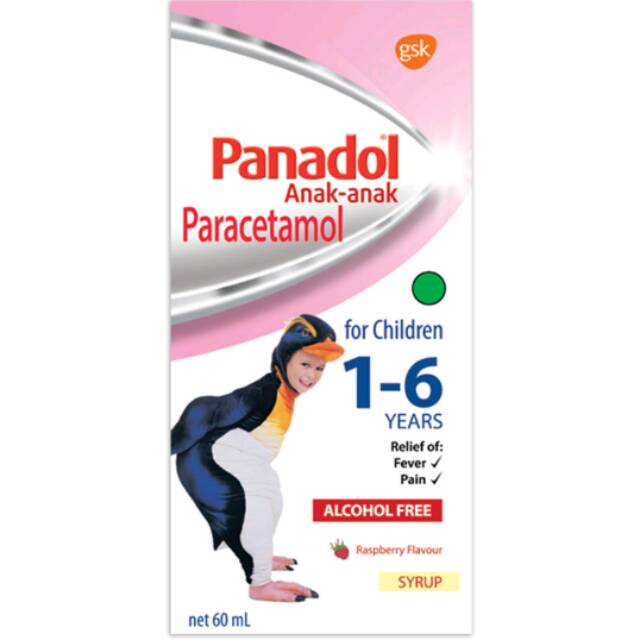 gsk
Panadol
Anak-anak
Paracetamol
for Children
1-6
YEARS
Relief of:
Fever ✓
Pain ✓
ALCOHOL FREE
Raspberry Flavour
SYRUP
net 60 mL